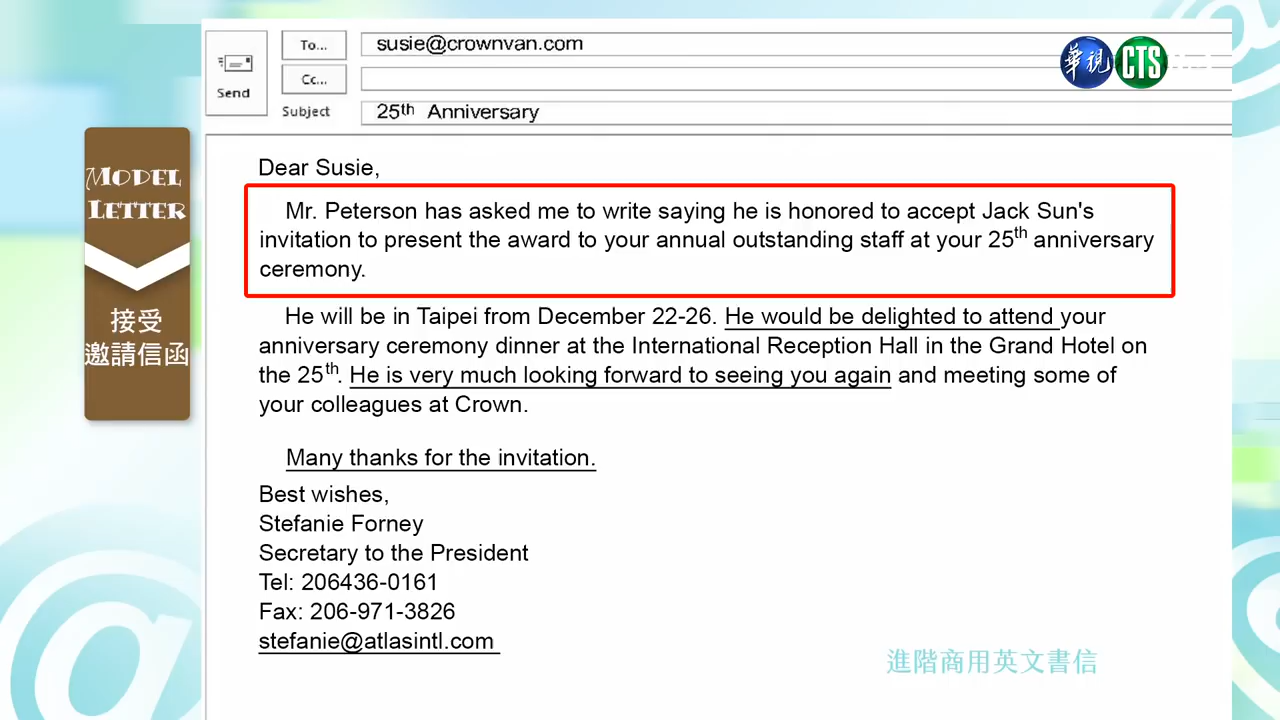 To...
susie@crownvan.com
華視 CTS
Cc...
Send
Subject
25th Anniversary
MODEL
LETTER
接受
邀請信函
Dear Susie,
Mr. Peterson has asked me to write saying he is honored to accept Jack Sun's
invitation to present the award to your annual outstanding staff at your 25th anniversary
ceremony.
He will be in Taipei from December 22-26. He would be delighted to attend your
anniversary ceremony dinner at the International Reception Hall in the Grand Hotel on
the 25th. He is very much looking forward to seeing you again and meeting some of
your colleagues at Crown.
Many thanks for the invitation.
Best wishes,
Stefanie Forney
Secretary to the President
Tel: 206436-0161
Fax: 206-971-3826
stefanie@atlasintl.com
進階商用英文書信